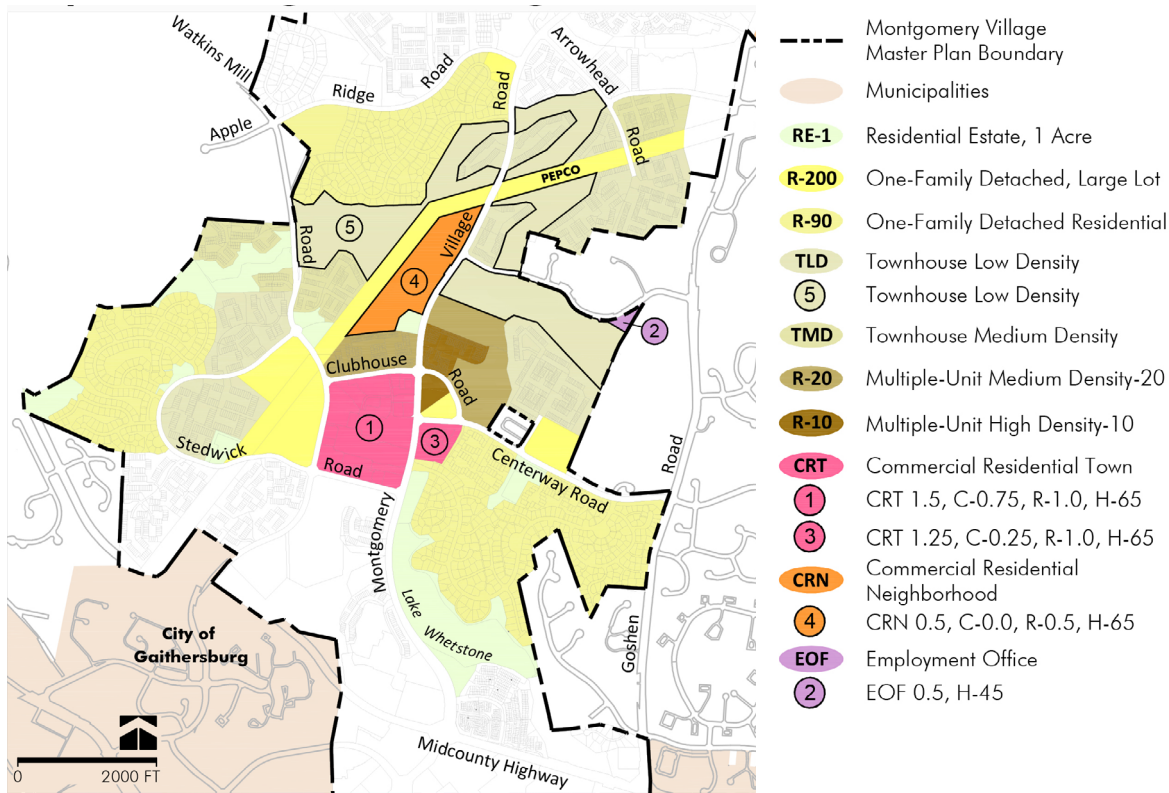 Watkins Mill
Road
Apple
Ridge
Road
Road
Arrowhead
Road
PEPCO
5
Village
4
2
Clubhouse
Road
1
3
Stedwick
Road
Centerway Road
Road
Montgomery
Lake
Whetstone
Goshen
City of
Gaithersburg
0
2000 FT
Midcounty Highway
Montgomery Village
Master Plan Boundary
Municipalities
RE-1 Residential Estate, 1 Acre
R-200 One-Family Detached, Large Lot
R-90 One-Family Detached Residential
TLD Townhouse Low Density
5 Townhouse Low Density
TMD Townhouse Medium Density
R-20 Multiple-Unit Medium Density-20
R-10 Multiple-Unit High Density-10
CRT Commercial Residential Town
1 CRT 1.5, C-0.75, R-1.0, H-65
3 CRT 1.25, C-0.25, R-1.0, H-65
CRN Commercial Residential
Neighborhood
4 CRN 0.5, C-0.0, R-0.5, H-65
EOF Employment Office
2 EOF 0.5, H-45